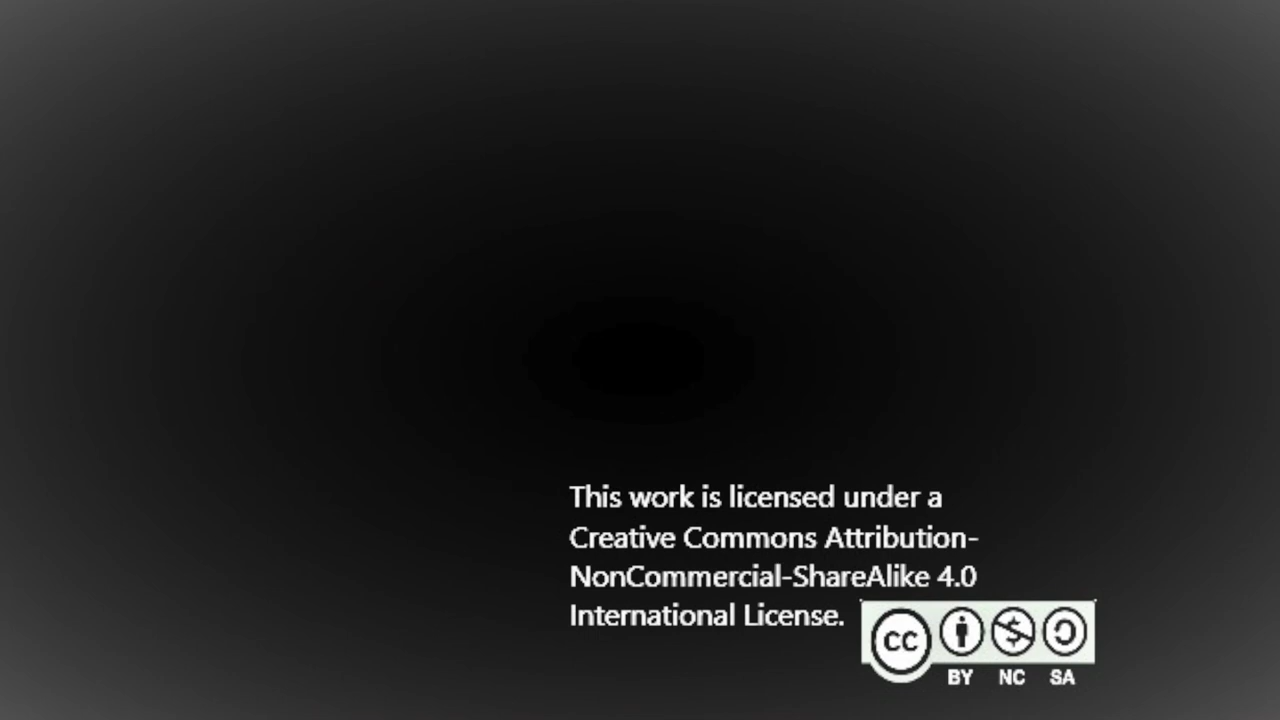 This work is licensed under a
Creative Commons Attribution-
NonCommercial-ShareAlike 4.0
International License.
CC
BY NC SA